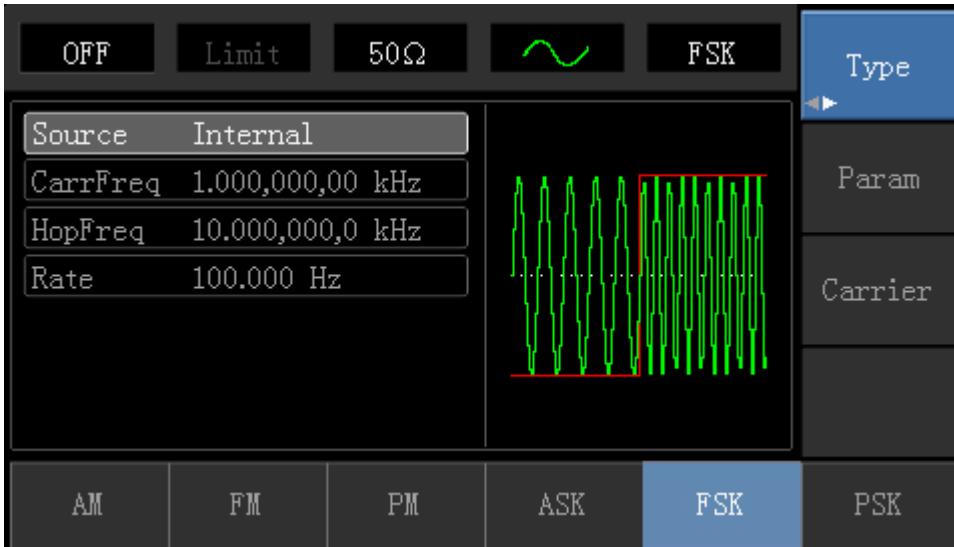 OFF Limit 50Ω FSK Type
Source Internal
CarrFreq 1.000,000,00 kHz
Param
HopFreq 10.000,000,0 kHz
Rate 100.000 Hz
Carrier
AM FM PM ASK FSK PSK